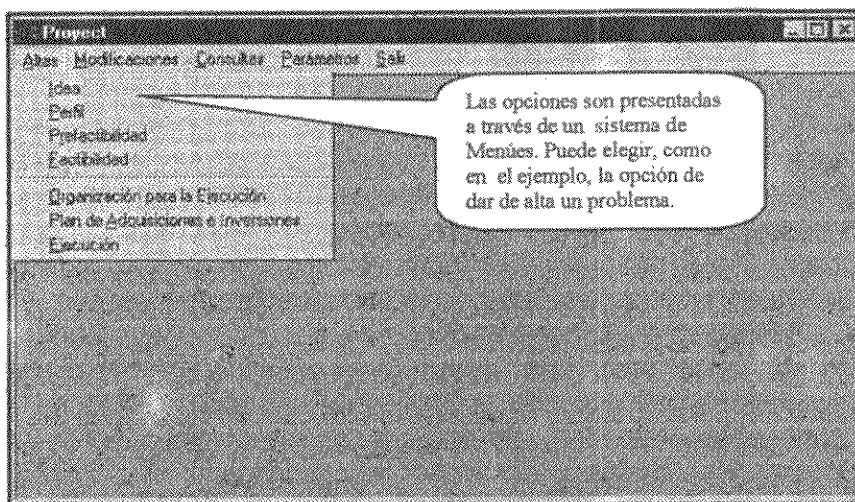 Proyect
Altas Modificaciones Consultas Parámetros Salir
Idea
Perfil
Prefactibilidad
Factibilidad
Organización para la Ejecución
Plan de Adquisiciones e Inversiones
Ejecución
Las opciones son presentadas
a través de un sistema de
Menúes. Puede elegir, como
en el ejemplo, la opción de
dar de alta un problema.